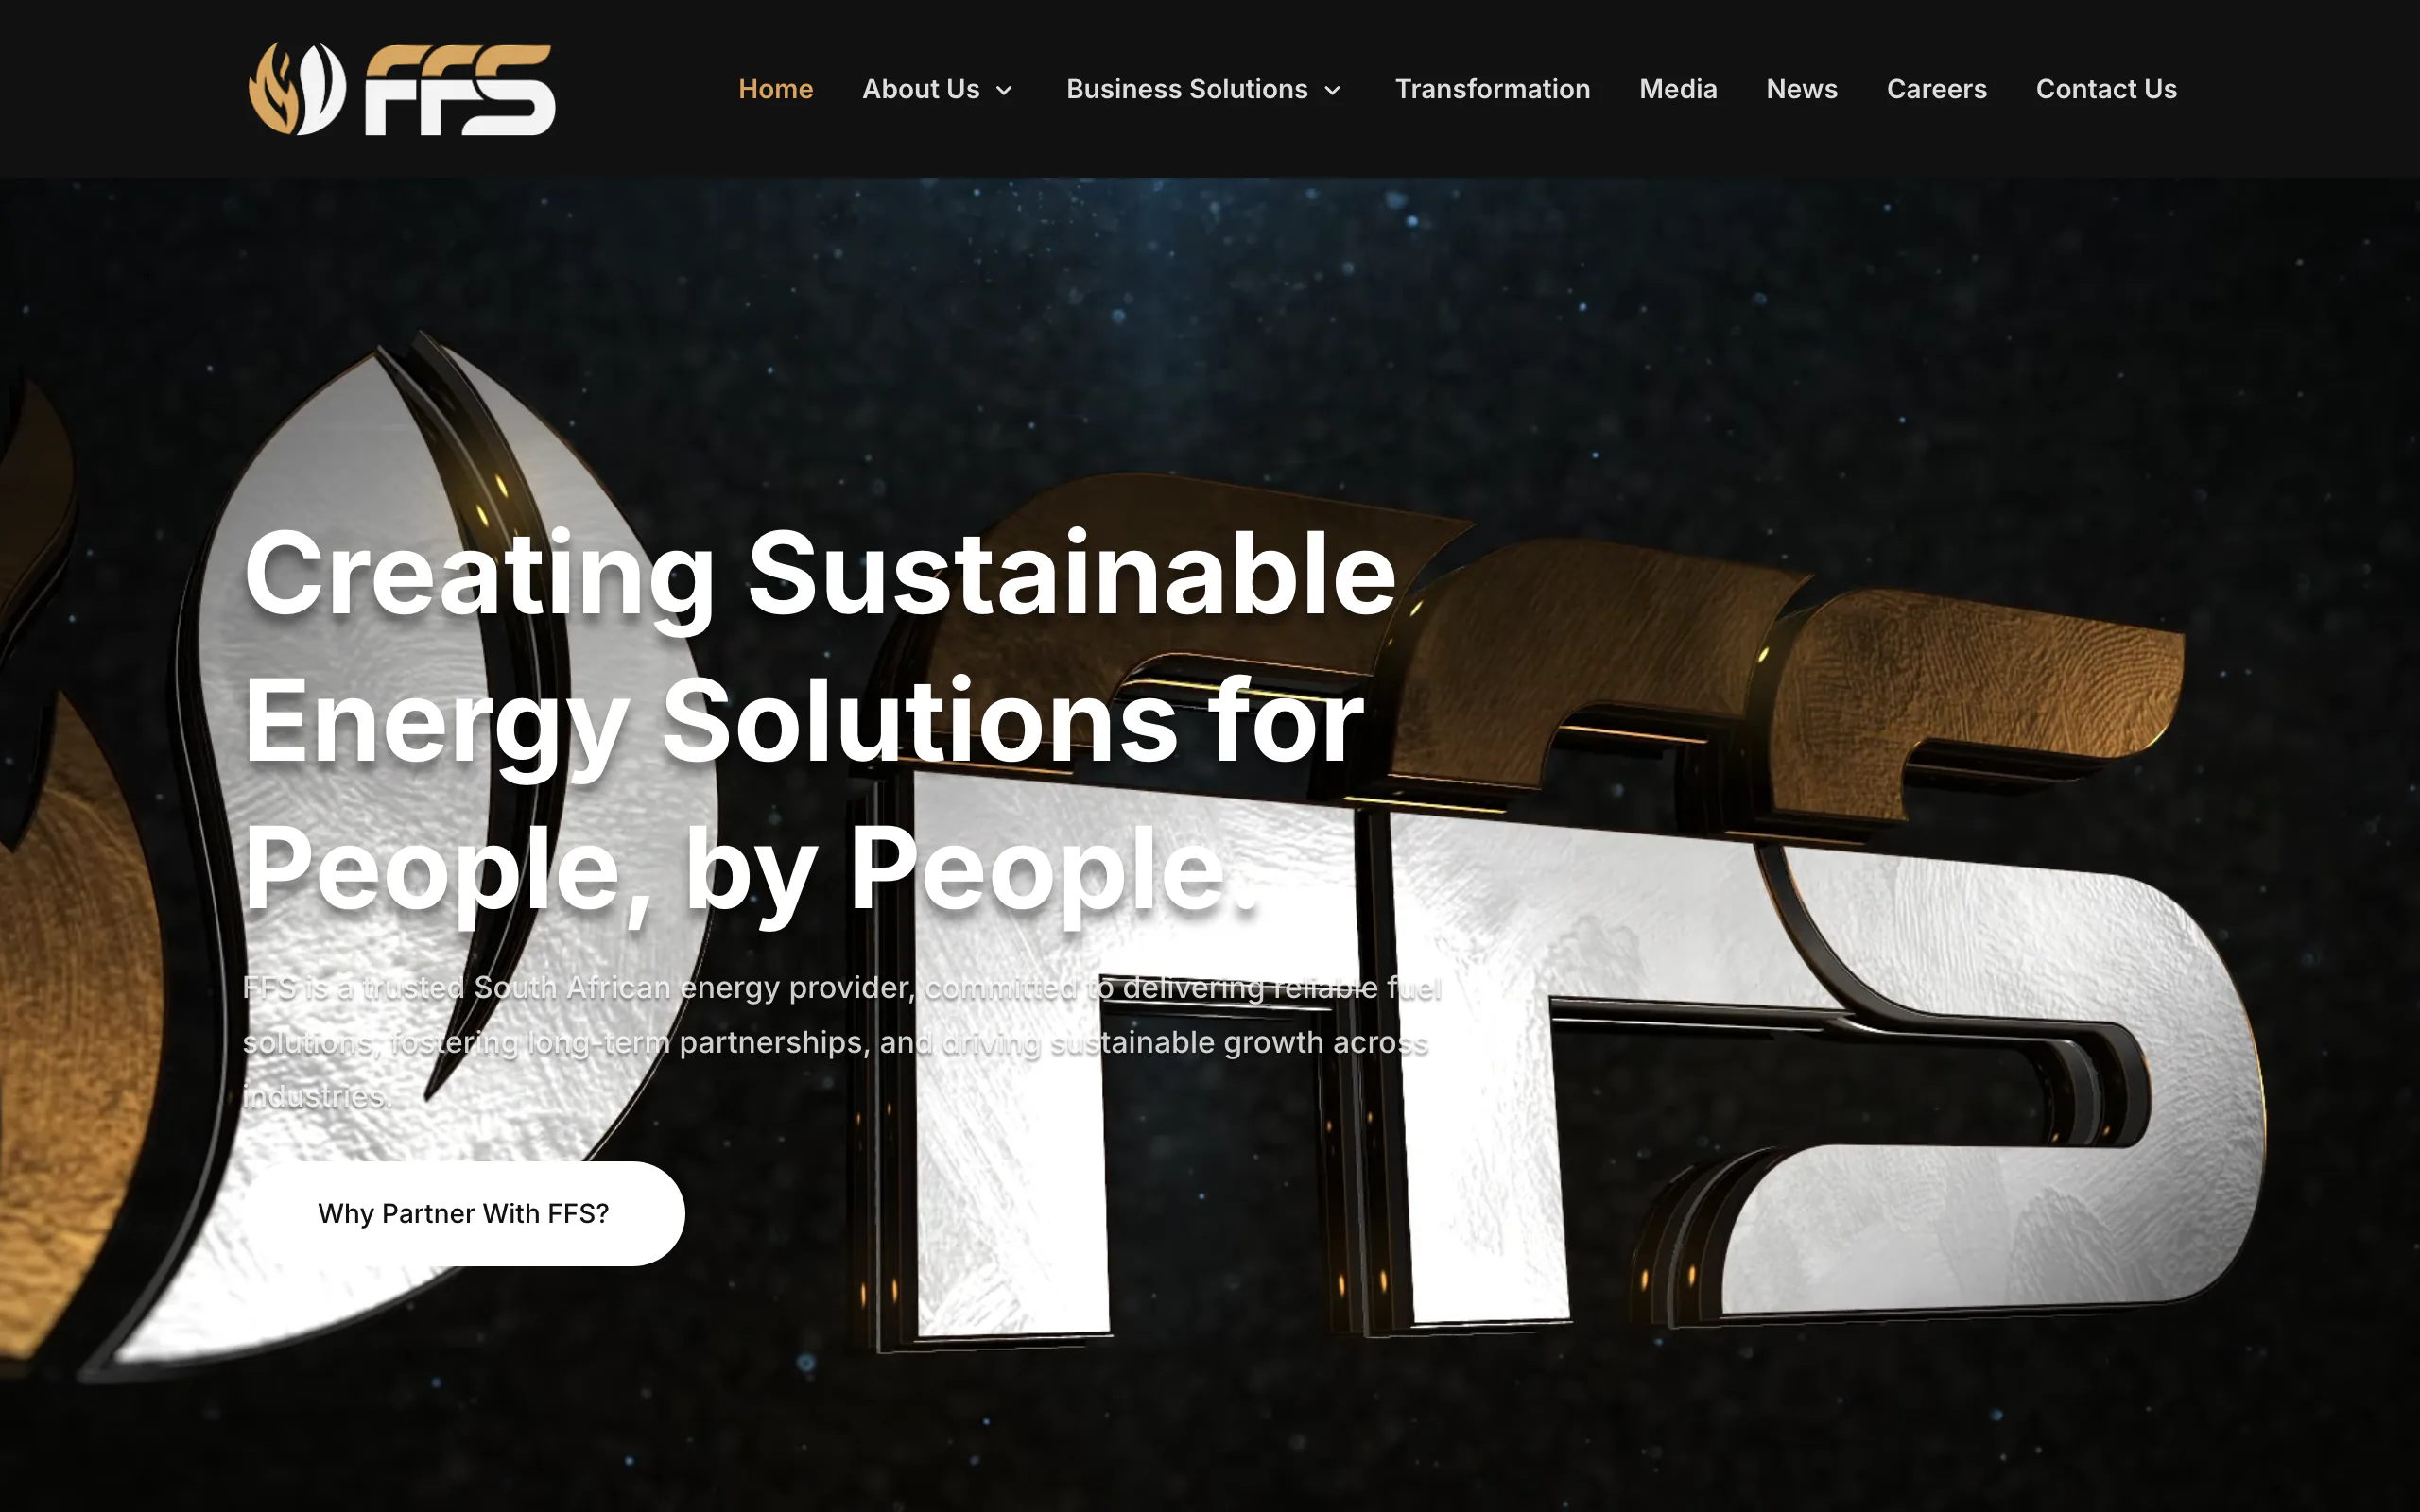 FFS
Home About Us Business Solutions Transformation Media News Careers Contact Us
FFS
Creating Sustainable
Energy Solutions for
People, by People.
FFS is a trusted South African energy provider, committed to delivering reliable fuel
solutions, fostering long-term partnerships, and driving sustainable growth across
industries.
Why Partner With FFS?